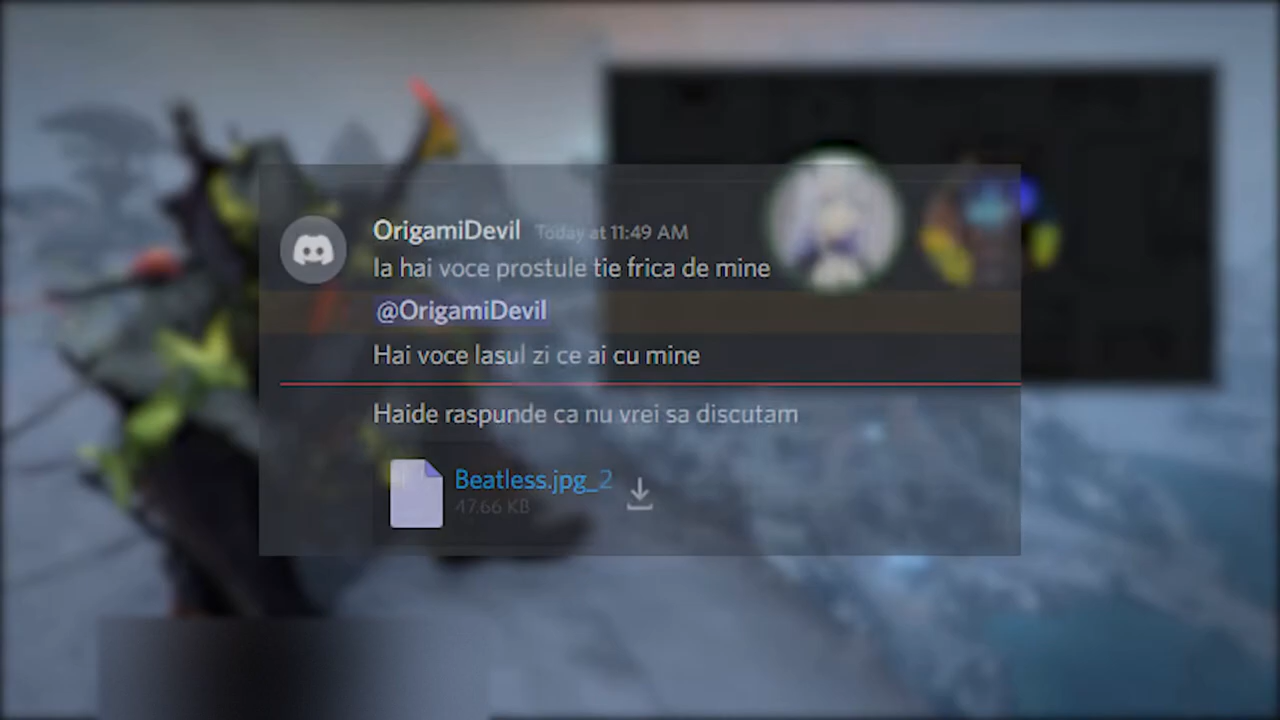 OrigamiDevil Today at 11:49 AM
Ia hai voce prostule tie frica de mine
@OrigamiDevil
Hai voce lasul zi ce ai cu mine
Haide raspunde ca nu vrei sa discutam
Beatless.jpg_2
47.66 KB